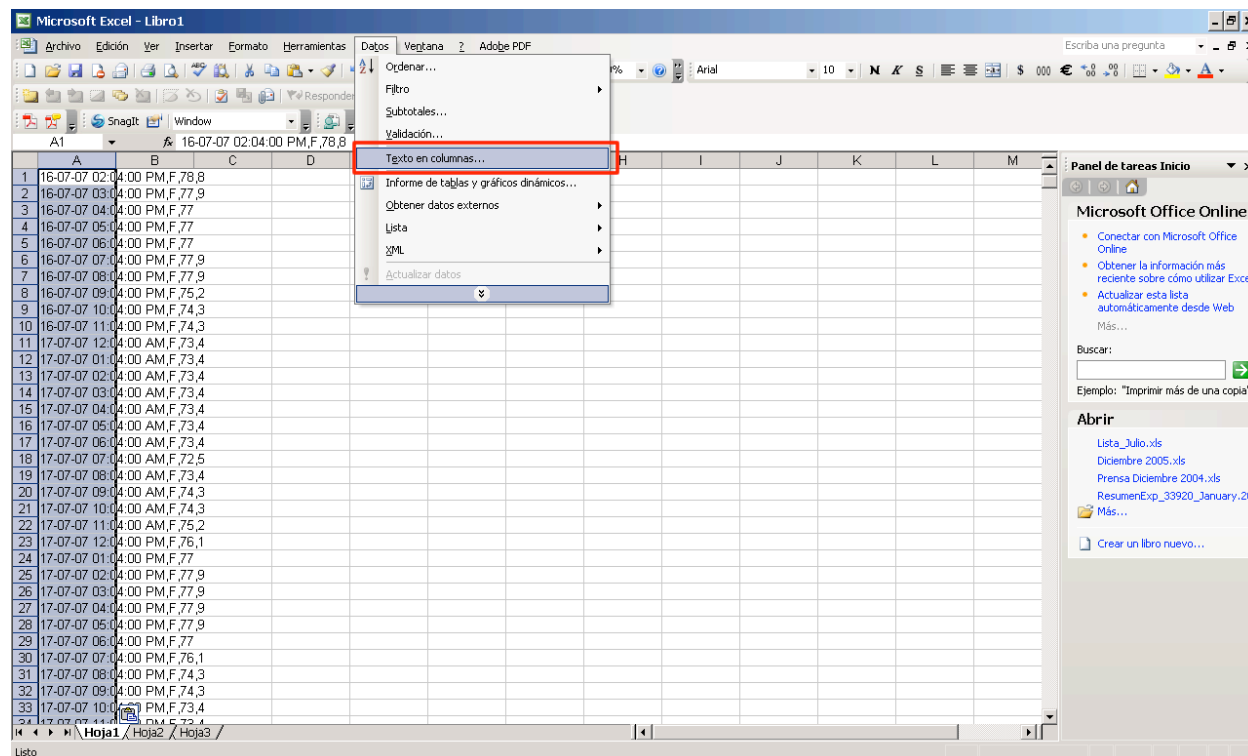 Microsoft Excel - Libro1
Archivo Edición Ver Insertar Formato Herramientas Datos Ventana ? Adobe PDF
Escriba una pregunta
% Arial 10 N K S $ 000 €
Responder
SnagIt Window
A1 fx 16-07-07 02:04:00 PM,F,78,8
Ordenar...
Filtro
Subtotales...
Validación...
Texto en columnas...
Informe de tablas y gráficos dinámicos...
Obtener datos externos
Lista
XML
Actualizar datos
A B C D H I J K L M
1 16-07-07 02:04:00 PM,F,78,8
2 16-07-07 03:04:00 PM,F,77,9
3 16-07-07 04:04:00 PM,F,77
4 16-07-07 05:04:00 PM,F,77
5 16-07-07 06:04:00 PM,F,77
6 16-07-07 07:04:00 PM,F,77,9
7 16-07-07 08:04:00 PM,F,77,9
8 16-07-07 09:04:00 PM,F,75,2
9 16-07-07 10:04:00 PM,F,74,3
10 16-07-07 11:04:00 PM,F,74,3
11 17-07-07 12:04:00 AM,F,73,4
12 17-07-07 01:04:00 AM,F,73,4
13 17-07-07 02:04:00 AM,F,73,4
14 17-07-07 03:04:00 AM,F,73,4
15 17-07-07 04:04:00 AM,F,73,4
16 17-07-07 05:04:00 AM,F,73,4
17 17-07-07 06:04:00 AM,F,73,4
18 17-07-07 07:04:00 AM,F,72,5
19 17-07-07 08:04:00 AM,F,73,4
20 17-07-07 09:04:00 AM,F,74,3
21 17-07-07 10:04:00 AM,F,74,3
22 17-07-07 11:04:00 AM,F,75,2
23 17-07-07 12:04:00 PM,F,76,1
24 17-07-07 01:04:00 PM,F,77
25 17-07-07 02:04:00 PM,F,77,9
26 17-07-07 03:04:00 PM,F,77,9
27 17-07-07 04:04:00 PM,F,77,9
28 17-07-07 05:04:00 PM,F,77,9
29 17-07-07 06:04:00 PM,F,77
30 17-07-07 07:04:00 PM,F,76,1
31 17-07-07 08:04:00 PM,F,74,3
32 17-07-07 09:04:00 PM,F,74,3
33 17-07-07 10:0 PM,F,73,4
Hoja1 Hoja2 Hoja3
Listo
Panel de tareas Inicio
Microsoft Office Online
Conectar con Microsoft Office
Online
Obtener la información más
reciente sobre cómo utilizar Exce
Actualizar esta lista
automáticamente desde Web
Más...
Buscar:
Ejemplo: "Imprimir más de una copia"
Abrir
Lista_Julio.xls
Diciembre 2005.xls
Prensa Diciembre 2004.xls
ResumenExp_33920_January.20
Más...
Crear un libro nuevo...